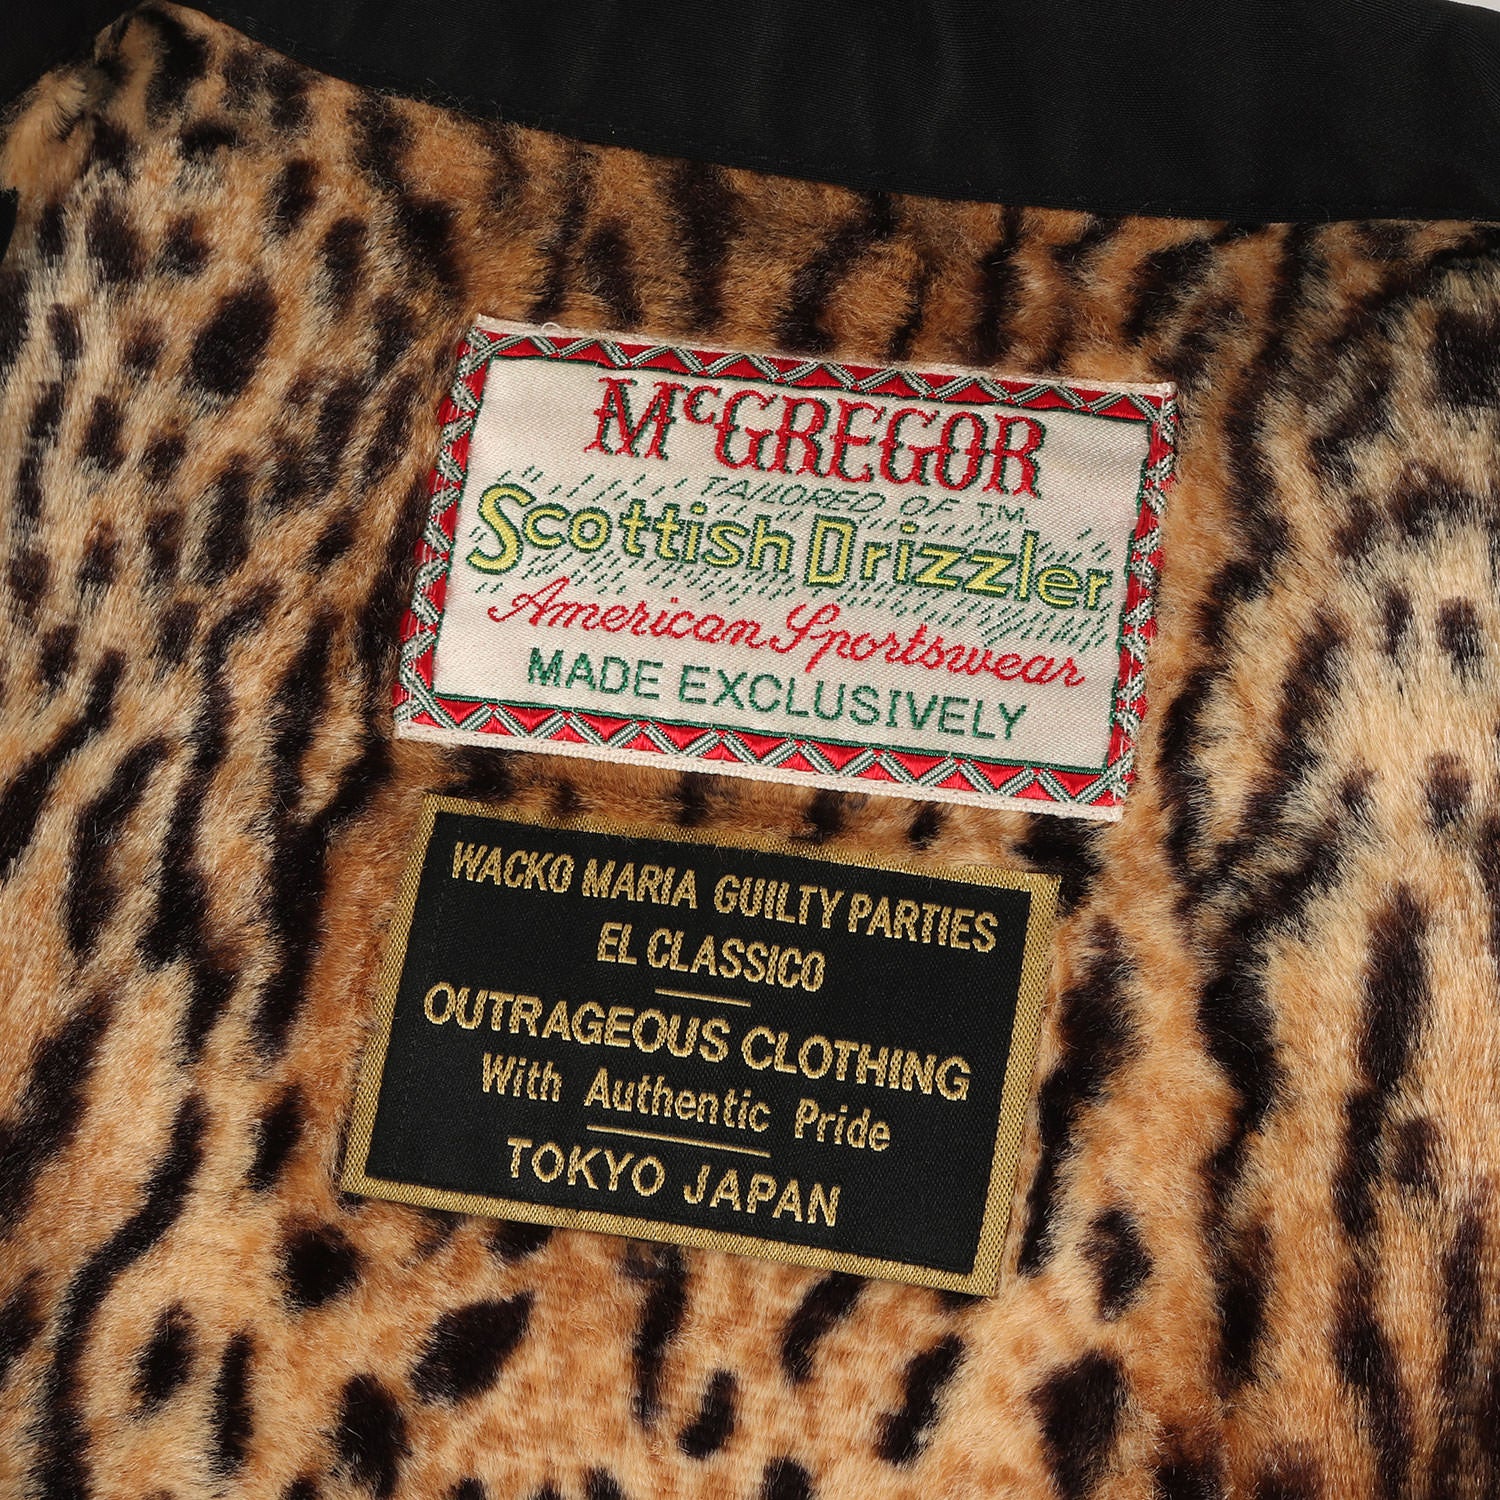 McGREGOR
TAILORED OF TM.
Scottish Drizzler
American Sportswear
MADE EXCLUSIVELY
WACKO MARIA GUILTY PARTIES
EL CLASSICO
OUTRAGEOUS CLOTHING
With Authentic Pride
TOKYO JAPAN